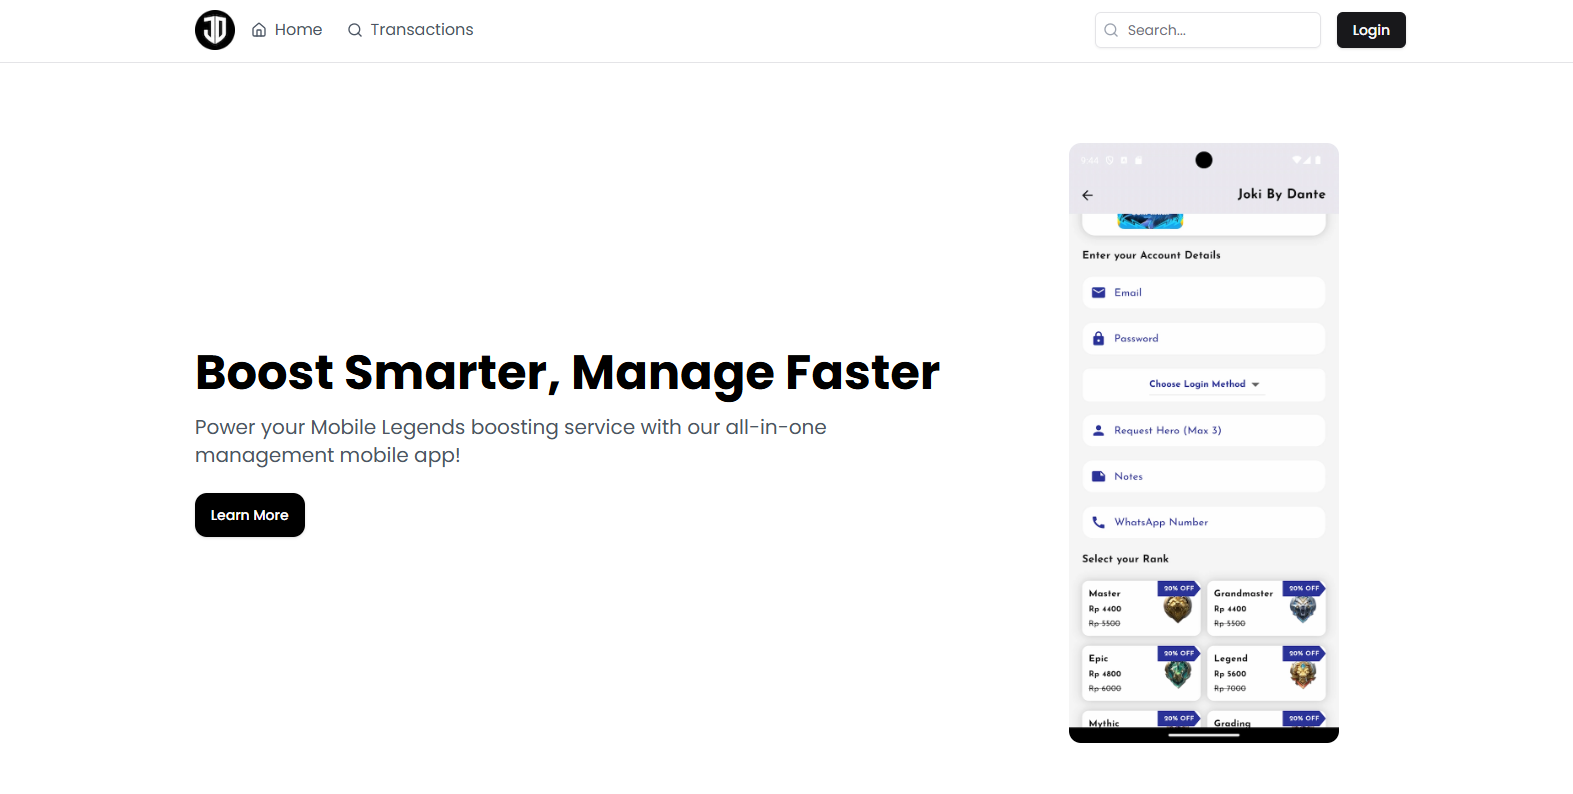 JD
Home
Transactions
Search...
Login
Boost Smarter, Manage Faster
Power your Mobile Legends boosting service with our all-in-one
management mobile app!
Learn More
9:44
Joki By Dante
Enter your Account Details
Email
Password
Choose Login Method
Request Hero (Max 3)
Notes
WhatsApp Number
Select your Rank
Master
20% OFF
Rp 4400
Rp 5500
Grandmaster
20% OFF
Rp 4400
Rp 5500
Epic
20% OFF
Rp 4800
Rp 6000
Legend
20% OFF
Rp 5600
Rp 7000
Mythic
20% OFF
Grading
20% OFF